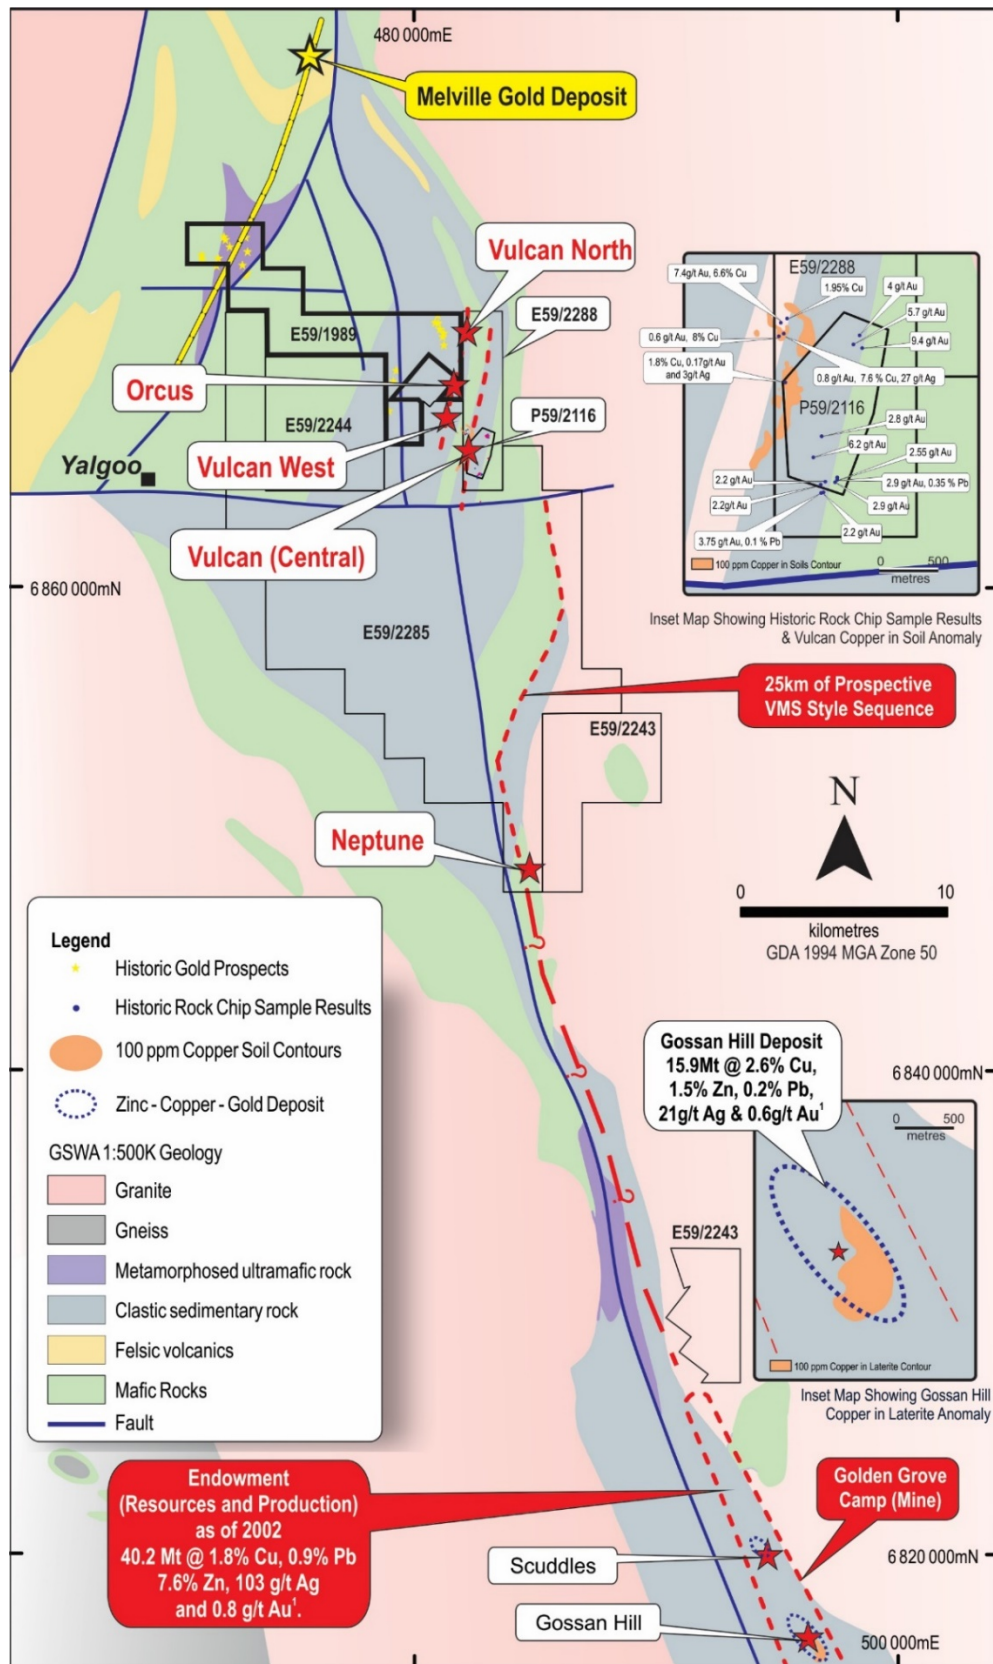 480 000mE
Melville Gold Deposit
Vulcan North
E59/2288
E59/1989
Orcus
P59/2116
E59/2244
Vulcan West
Yalgoo
Vulcan (Central)
6 860 000mN
E59/2285
E59/2288
7.4g/t Au, 6.6% Cu
1.95% Cu
4 g/t Au
5.7 g/t Au
0.6 g/t Au, 8% Cu
9.4 g/t Au
1.8% Cu, 0.17g/t Au
and 3g/t Ag
0.8 g/t Au, 7.6 % Cu, 27 g/t Ag
P59/2116
2.8 g/t Au
6.2 g/t Au
2.55 g/t Au
2.2 g/t Au
2.9 g/t Au, 0.35 % Pb
2.2g/t Au
2.9 g/t Au
3.75 g/t Au, 0.1 % Pb
2.2 g/t Au
100 ppm Copper in Soils Contour
0 500
metres
Inset Map Showing Historic Rock Chip Sample Results
& Vulcan Copper in Soil Anomaly
25km of Prospective
VMS Style Sequence
E59/2243
Neptune
N
0 10
kilometres
GDA 1994 MGA Zone 50
?
?
?
Legend
Historic Gold Prospects
Historic Rock Chip Sample Results
100 ppm Copper Soil Contours
Zinc - Copper - Gold Deposit
GSWA 1:500K Geology
Granite
Gneiss
Metamorphosed ultramafic rock
Clastic sedimentary rock
Felsic volcanics
Mafic Rocks
Fault
Gossan Hill Deposit
15.9Mt @ 2.6% Cu,
1.5% Zn, 0.2% Pb,
21g/t Ag & 0.6g/t Au¹
6 840 000mN
0 500
metres
E59/2243
100 ppm Copper in Laterite Contour
Inset Map Showing Gossan Hill
Copper in Laterite Anomaly
Endowment
(Resources and Production)
as of 2002
40.2 Mt @ 1.8% Cu, 0.9% Pb
7.6% Zn, 103 g/t Ag
and 0.8 g/t Au¹.
Golden Grove
Camp (Mine)
Scuddles
6 820 000mN
Gossan Hill
500 000mE